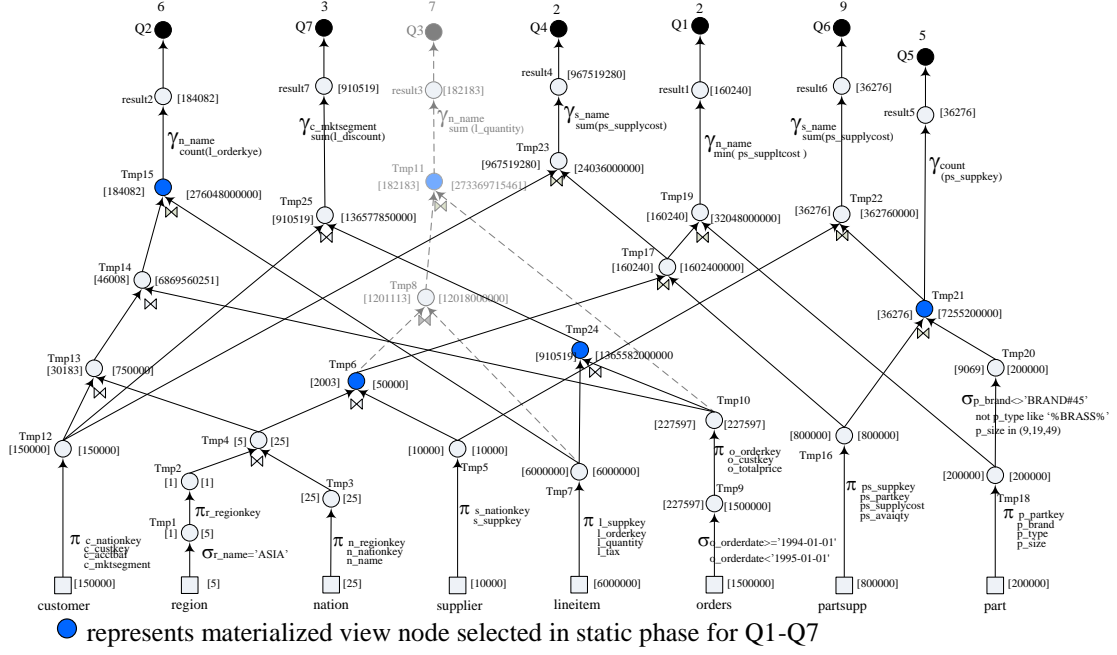 6 3 7 2 2 9
Q2 Q7 Q3 Q4 Q1 Q6
5
Q5
result2 [184082]
result7 [910519]
result3 [182183]
result4 [967519280]
result1 [160240]
result6 [36276]
result5 [36276]
γn_name
count(l_orderkye)
γc_mktsegment
sum(l_discount)
γn_name
sum (l_quantity)
γs_name
sum(ps_supplycost)
γn_name
min( ps_suppltcost )
γs_name
sum(ps_supplycost)
γcount
(ps_suppkey)
Tmp15
[184082] [276048000000]
⋈
Tmp25
[910519] [136577850000]
⋈
Tmp11
[182183] [27336971546]
⋈
Tmp23
[967519280] [24036000000]
⋈
Tmp19
[160240] [32048000000]
⋈
Tmp22
[36276] [362760000]
⋈
Tmp14
[46008] [6869560251]
⋈
Tmp8
[1201113] [12018000000]
⋈
Tmp17
[160240] [1602400000]
⋈
Tmp21
[36276] [7255200000]
⋈
Tmp13
[30183] [750000]
⋈
Tmp6
[2003] [50000]
⋈
Tmp24
[910519] [1365582000000
⋈
Tmp20
[9069] [200000]
σp_brand<>'BRAND#45'
not p_type like '%BRASS%'
p_size in (9,19,49)
Tmp12
[150000] [150000]
Tmp4 [5] [25]
⋈
[10000] [10000]
Tmp5
Tmp10
[227597] [227597]
[800000] [800000]
Tmp16
[6000000] [6000000]
Tmp7
[200000] [200000]
Tmp18
Tmp2
[1] [1]
Tmp3
[25] [25]
Tmp9
[227597] [1500000]
Tmp1
[1] [5]
π c_nationkey
c_custkey
c_acctbal
c_mktsegment
πr_regionkey
σr_name='ASIA'
π n_regionkey
n_nationkey
n_name
π s_nationkey
s_suppkey
π l_suppkey
l_orderkey
l_quantity
l_tax
π o_orderkey
o_custkey
o_totalprice
σo_orderdate>='1994-01-01'
o_orderdate<'1995-01-01'
π ps_suppkey
ps_partkey
ps_supplycost
ps_avaiqty
π p_partkey
p_brand
p_type
p_size
[150000] [5] [25] [10000] [6000000] [1500000] [800000] [200000]
customer region nation supplier lineitem orders partsupp part
represents materialized view node selected in static phase for Q1-Q7